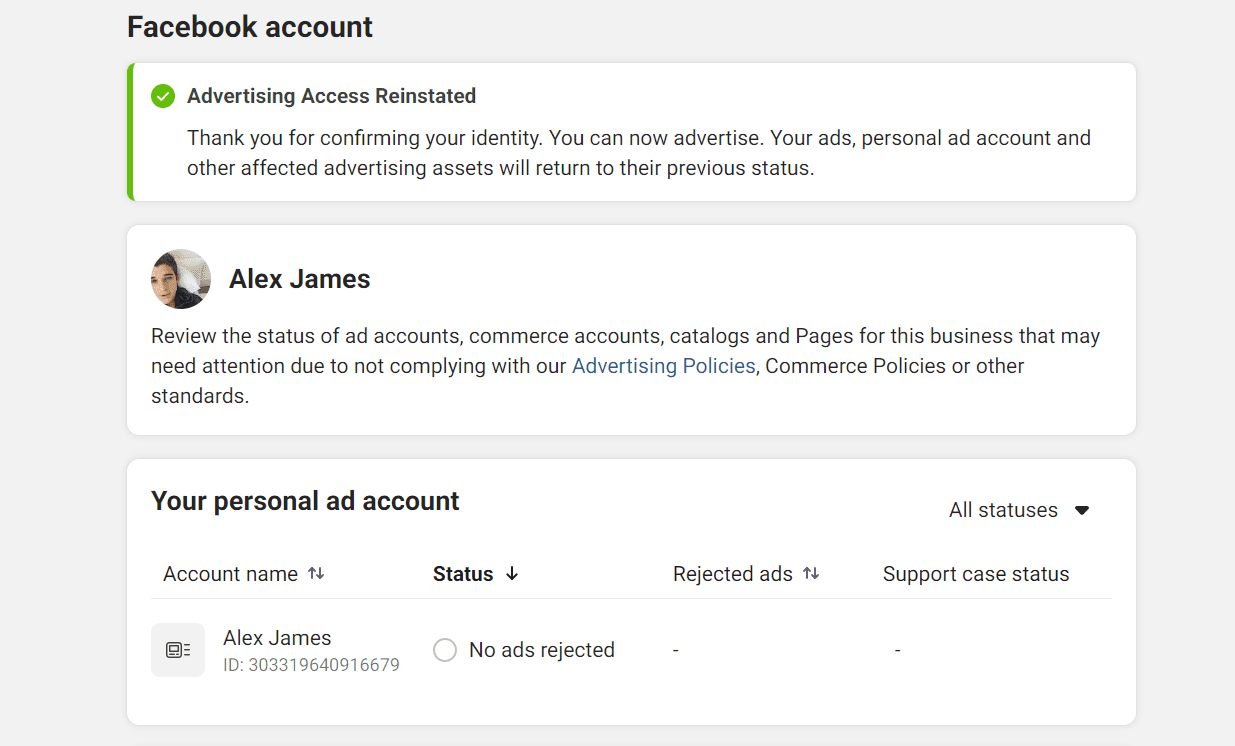 Facebook account
Advertising Access Reinstated
Thank you for confirming your identity. You can now advertise. Your ads, personal ad account and
other affected advertising assets will return to their previous status.
Alex James
Review the status of ad accounts, commerce accounts, catalogs and Pages for this business that may
need attention due to not complying with our Advertising Policies, Commerce Policies or other
standards.
Your personal ad account
All statuses
Account name Status Rejected ads Support case status
Alex James
ID: 303319640916679
No ads rejected - -